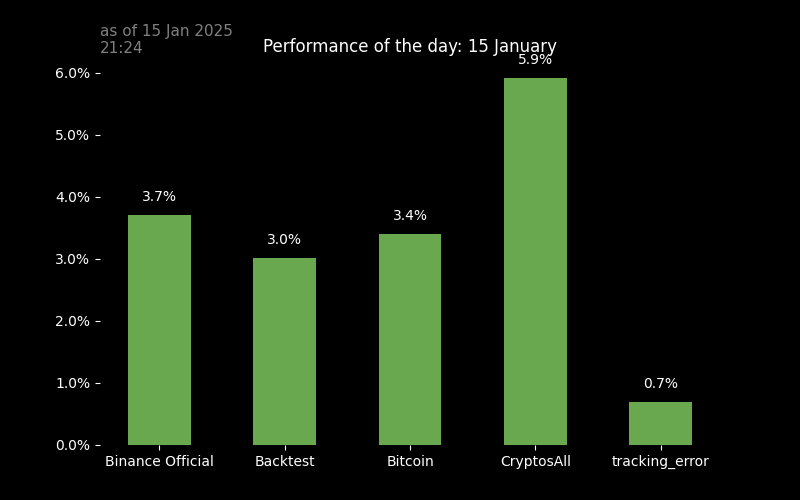 as of 15 Jan 2025
21:24
Performance of the day: 15 January
5.9%
6.0%
5.0%
4.0%
3.7%
3.4%
3.0%
3.0%
2.0%
1.0%
0.7%
0.0%
Binance Official
Backtest
Bitcoin
CryptosAll
tracking_error